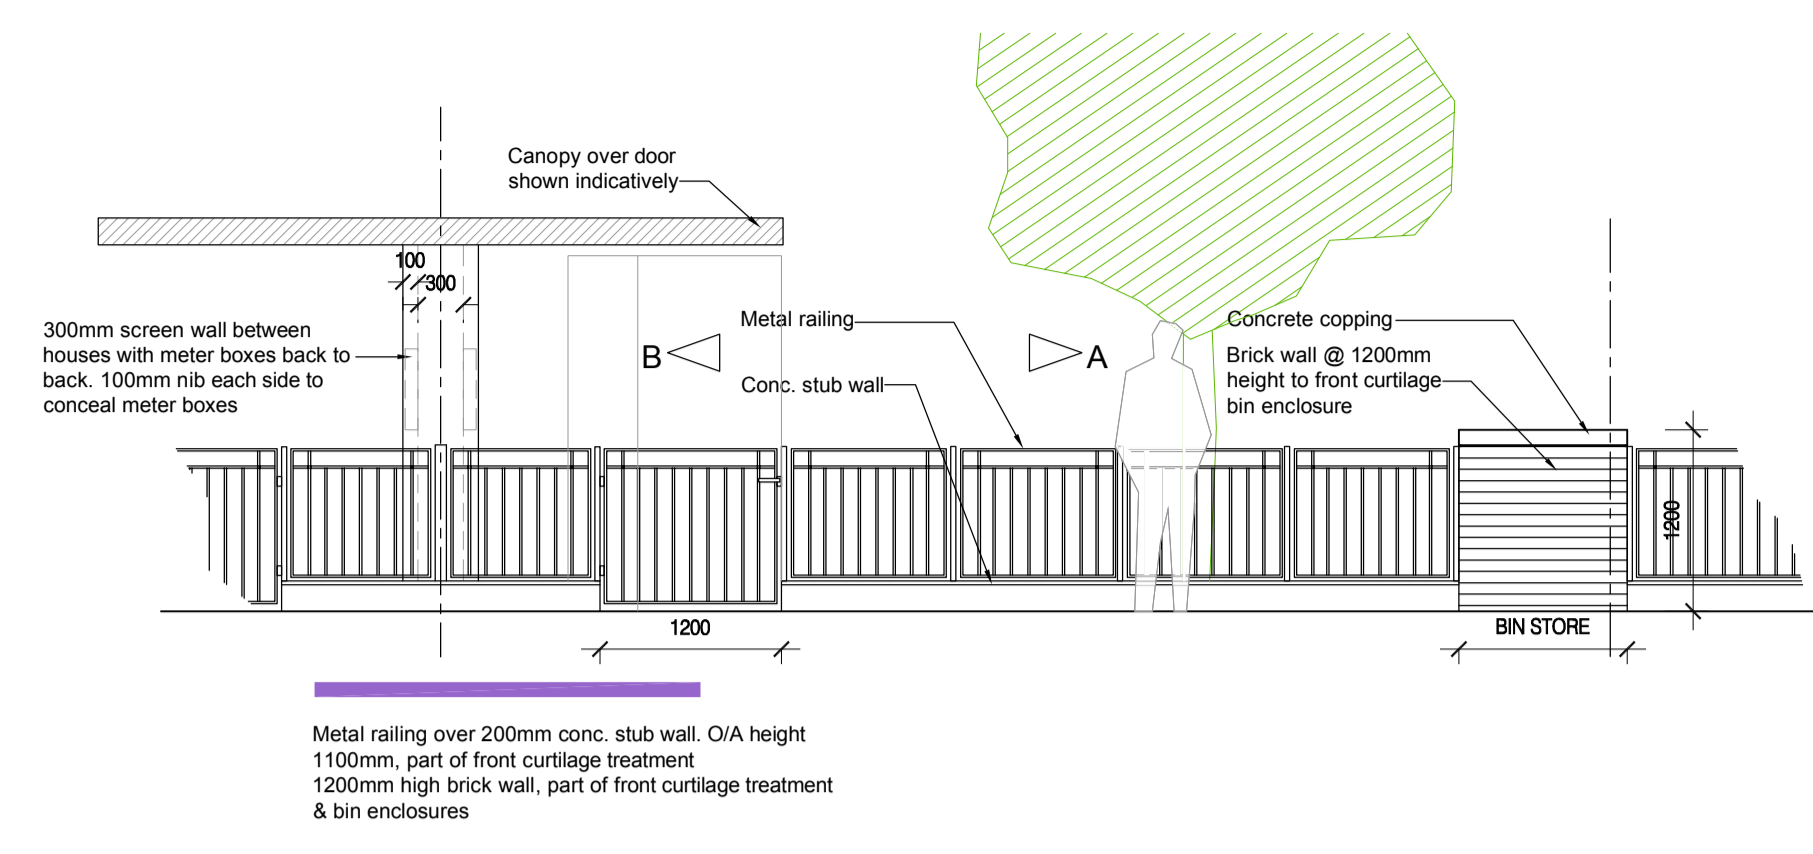 Canopy over door
shown indicatively
100
300
300mm screen wall between
houses with meter boxes back to
back. 100mm nib each side to
conceal meter boxes
Metal railing
B
A
Conc. stub wall
Concrete copping
Brick wall @ 1200mm
height to front curtilage
bin enclosure
1200
1200
BIN STORE
Metal railing over 200mm conc. stub wall. O/A height
1100mm, part of front curtilage treatment
1200mm high brick wall, part of front curtilage treatment
& bin enclosures